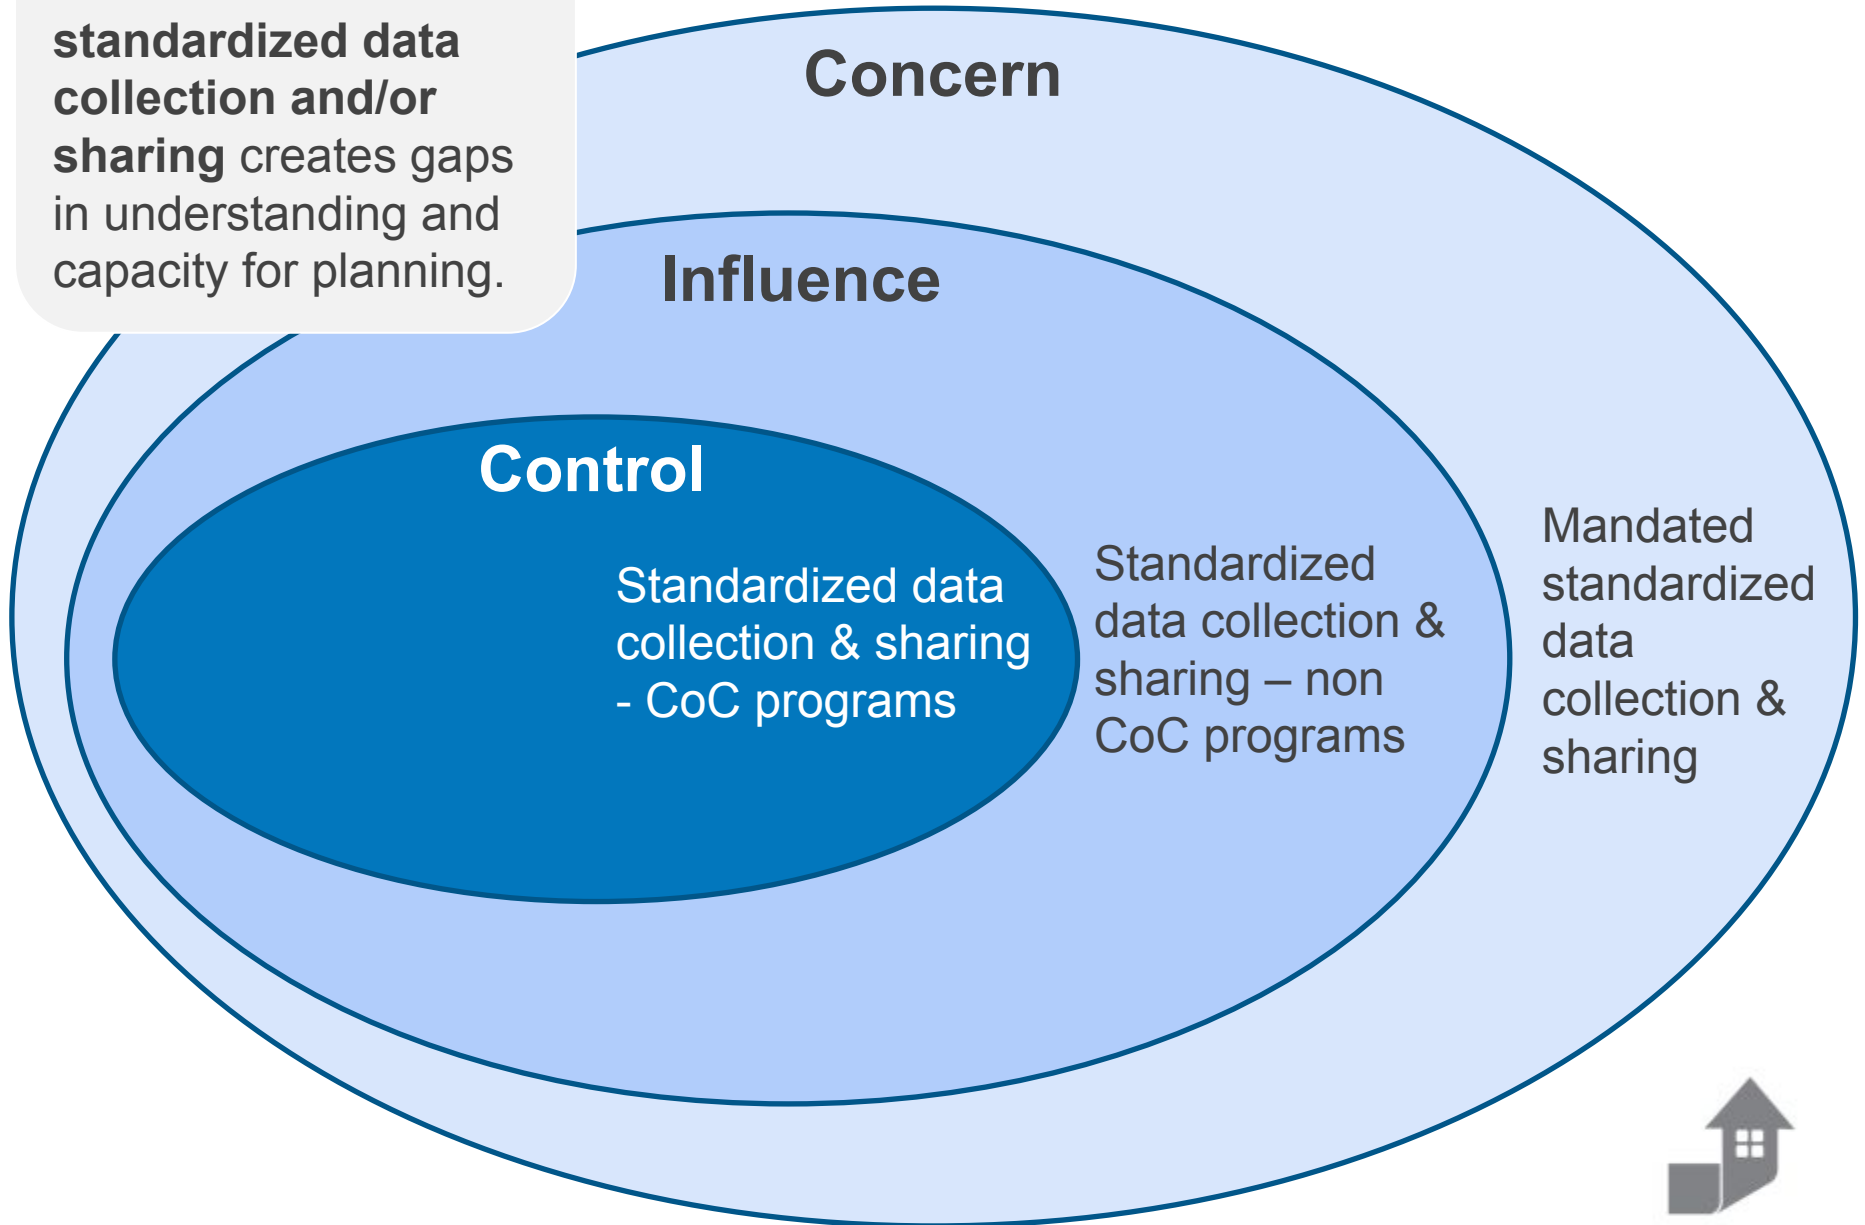 standardized data
collection and/or
sharing creates gaps
in understanding and
capacity for planning.
Concern
Influence
Control
Standardized data
collection & sharing
- CoC programs
Standardized
data collection &
sharing – non
CoC programs
Mandated
standardized
data
collection &
sharing